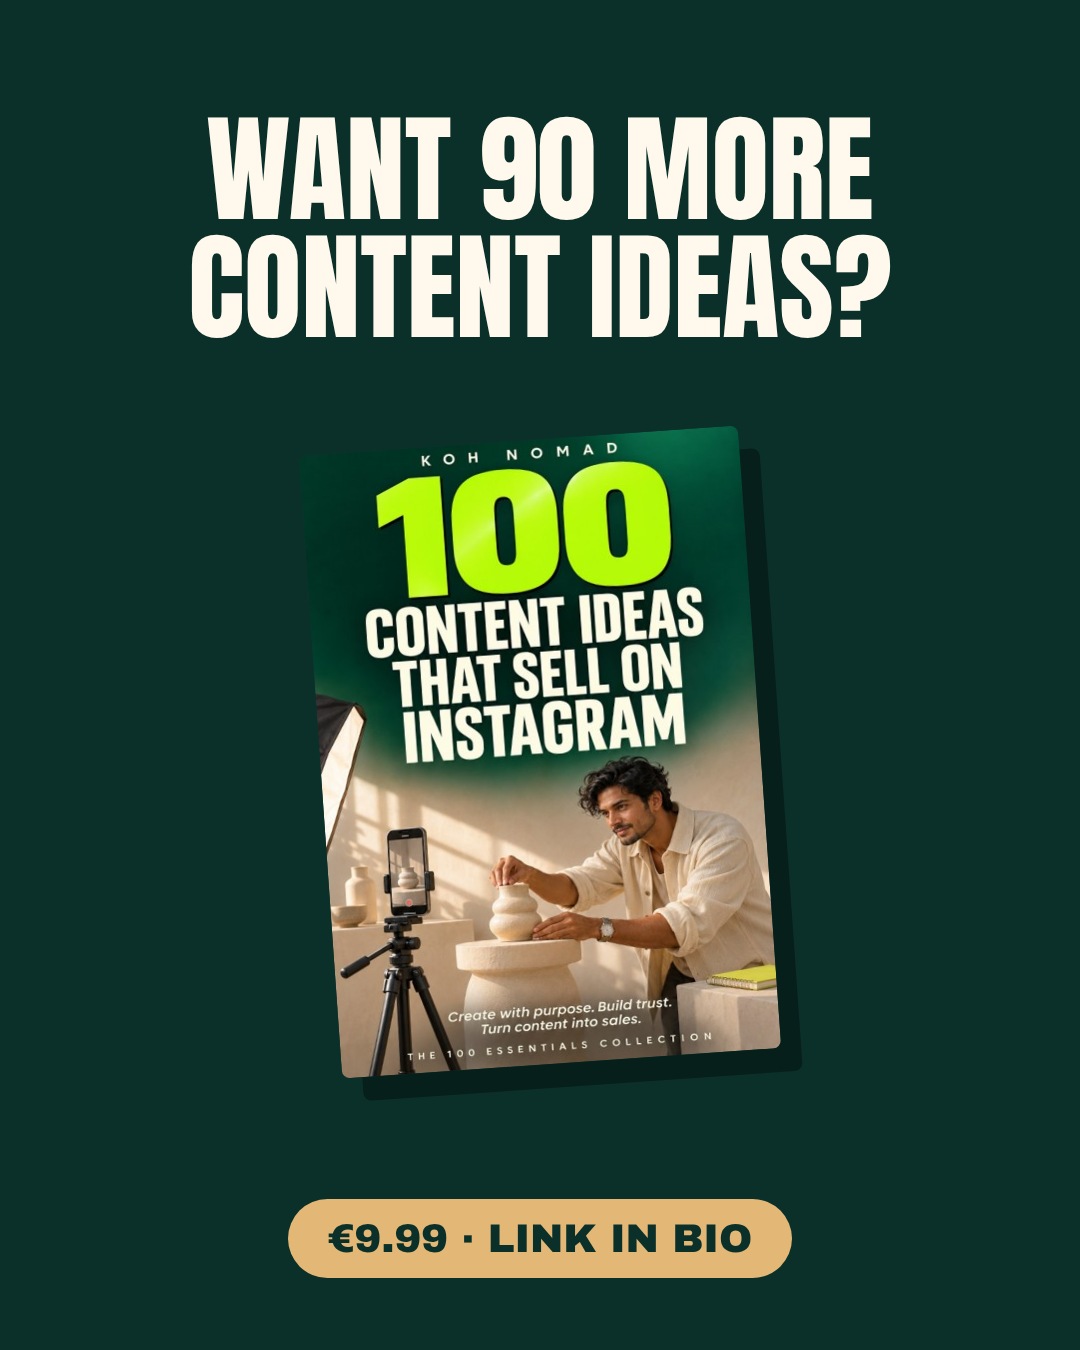 WANT 90 MORE
CONTENT IDEAS?
KOH NOMAD
100
CONTENT IDEAS
THAT SELL ON
INSTAGRAM
Create with purpose. Build trust.
Turn content into sales.
THE 100 ESSENTIALS COLLECTION
€9.99 · LINK IN BIO